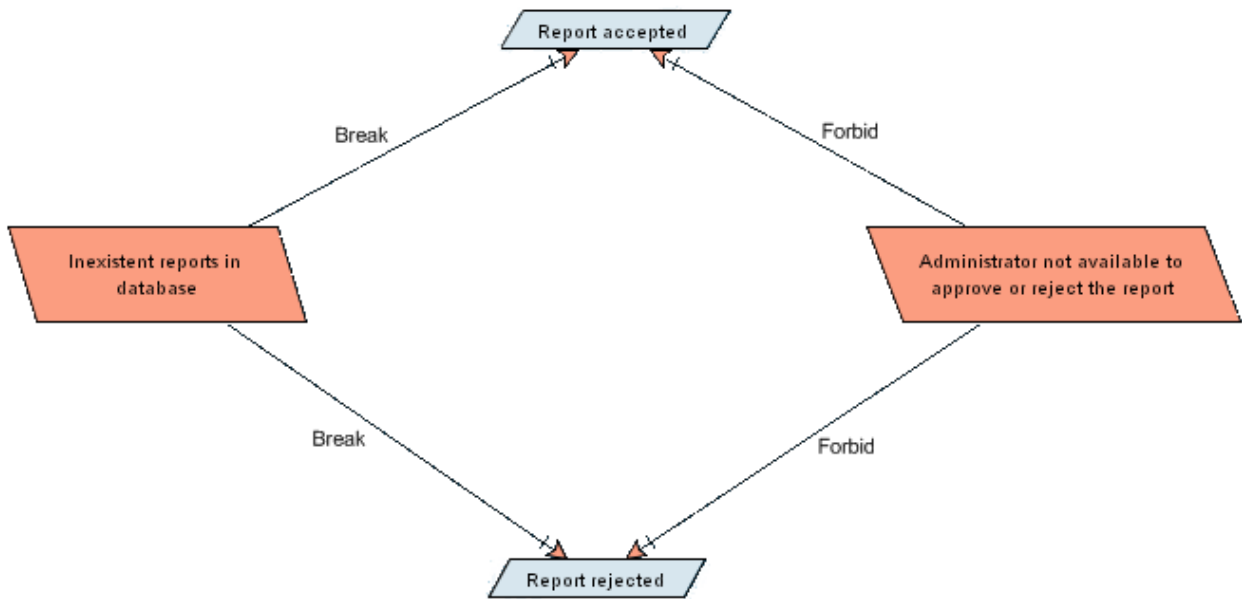 Report accepted
Break
Forbid
Inexistent reports in
database
Administrator not available to
approve or reject the report
Break
Forbid
Report rejected